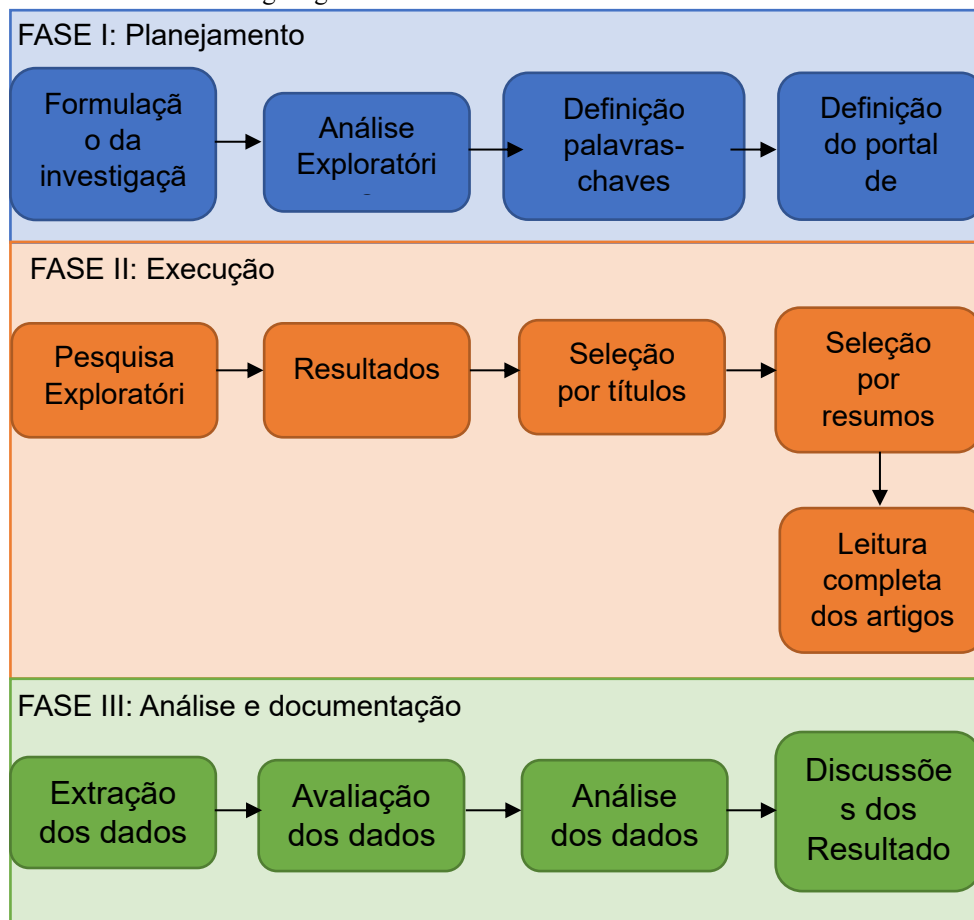 FASE I: Planejamento
Formulaçã
o da
investigaçã
Análise
Exploratóri
Definição
palavras-
chaves
Definição
do portal
de
FASE II: Execução
Pesquisa
Exploratóri
Resultados
Seleção
por títulos
Seleção
por
resumos
Leitura
completa
dos artigos
FASE III: Análise e documentação
Extração
dos dados
Avaliação
dos dados
Análise
dos dados
Discussõe
s dos
Resultado